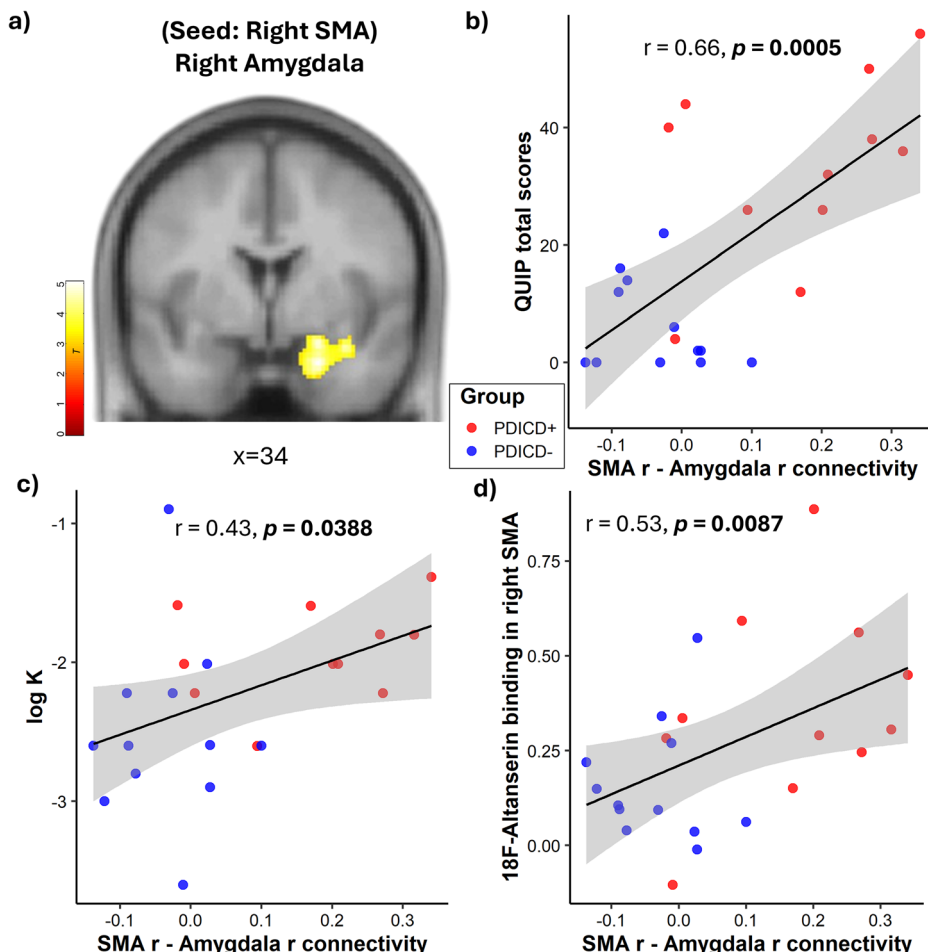 a)
(Seed: Right SMA)
Right Amygdala
5
4
3
2
1
0
T
x=34
b)
r = 0.66, p = 0.0005
QUIP total scores
40
20
0
-0.1 0.0 0.1 0.2 0.3
SMA r - Amygdala r connectivity
Group
PDICD+
PDICD-
c)
r = 0.43, p = 0.0388
log K
-1
-2
-3
-0.1 0.0 0.1 0.2 0.3
SMA r - Amygdala r connectivity
d)
r = 0.53, p = 0.0087
18F-Altanserin binding in right SMA
0.75
0.50
0.25
0.00
-0.1 0.0 0.1 0.2 0.3
SMA r - Amygdala r connectivity